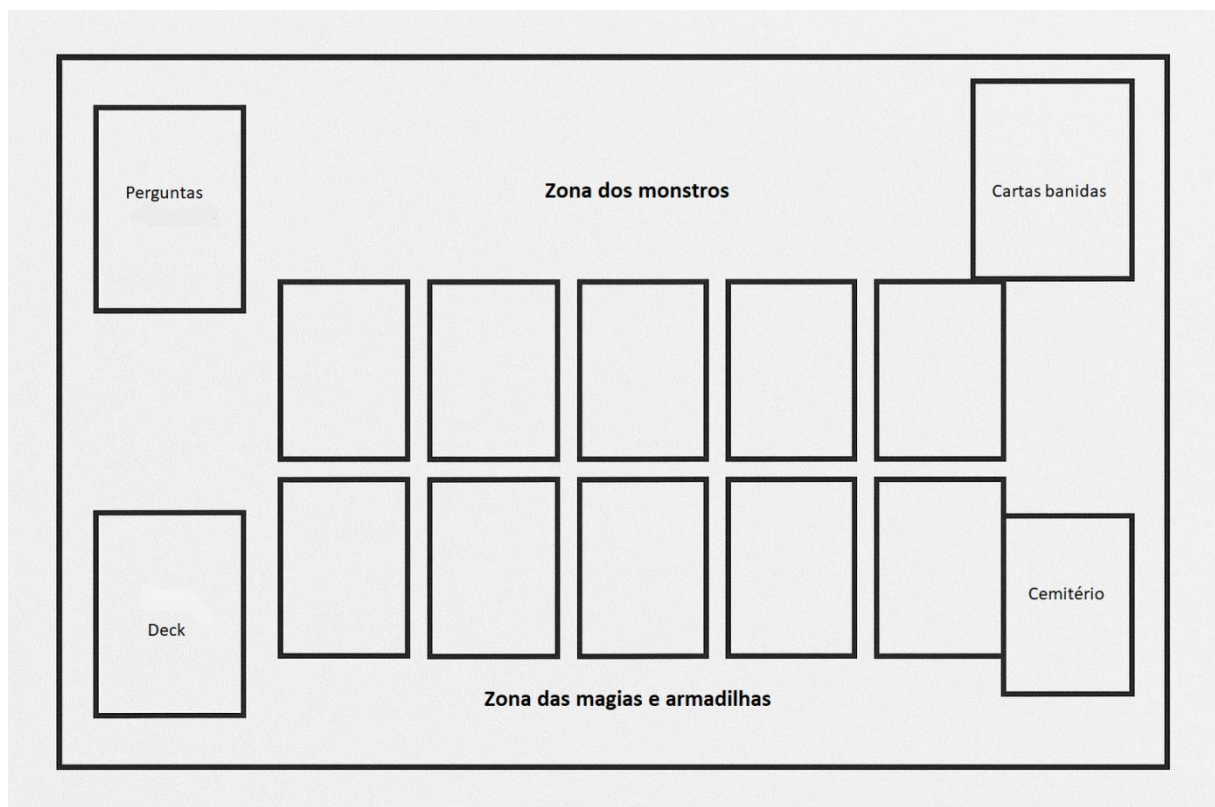 Perguntas
Zona dos monstros
Cartas banidas
Deck
Cemitério
Zona das magias e armadilhas